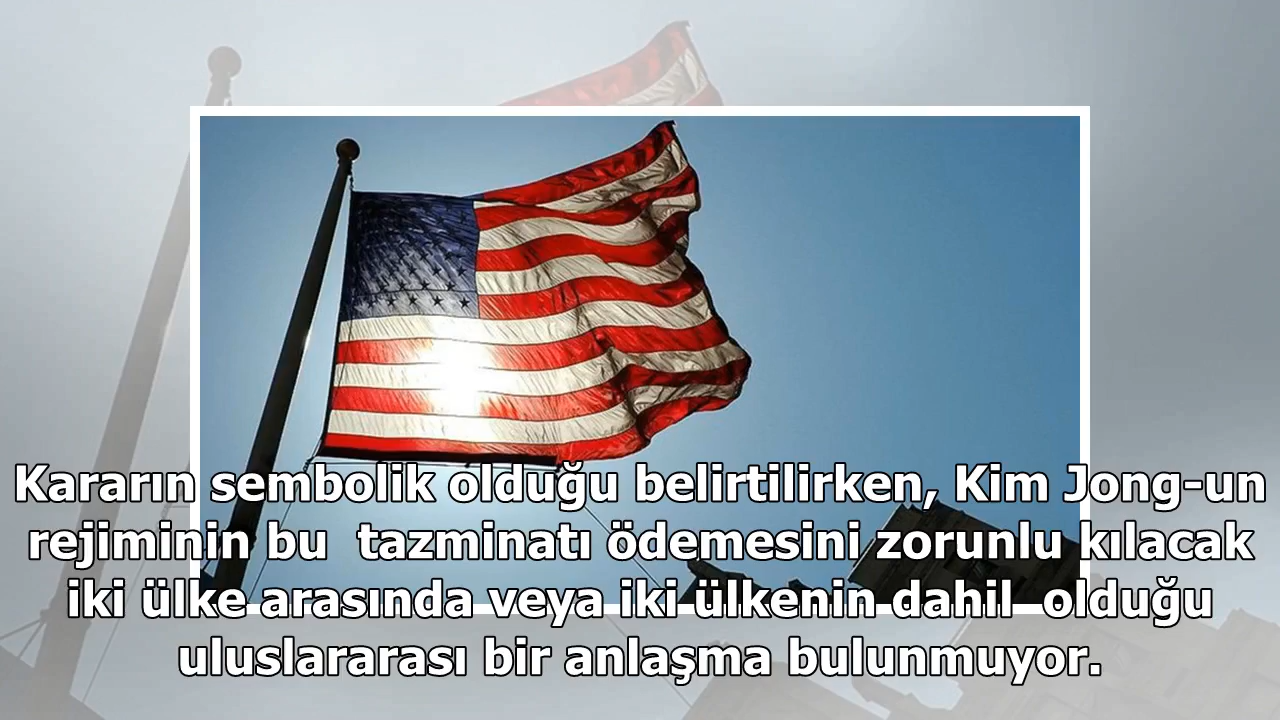 Kararın sembolik olduğu belirtilirken, Kim Jong-un
rejiminin bu tazminatı ödemesini zorunlu kılacak
iki ülke arasında veya iki ülkenin dahil olduğu
uluslararası bir anlaşma bulunmuyor.